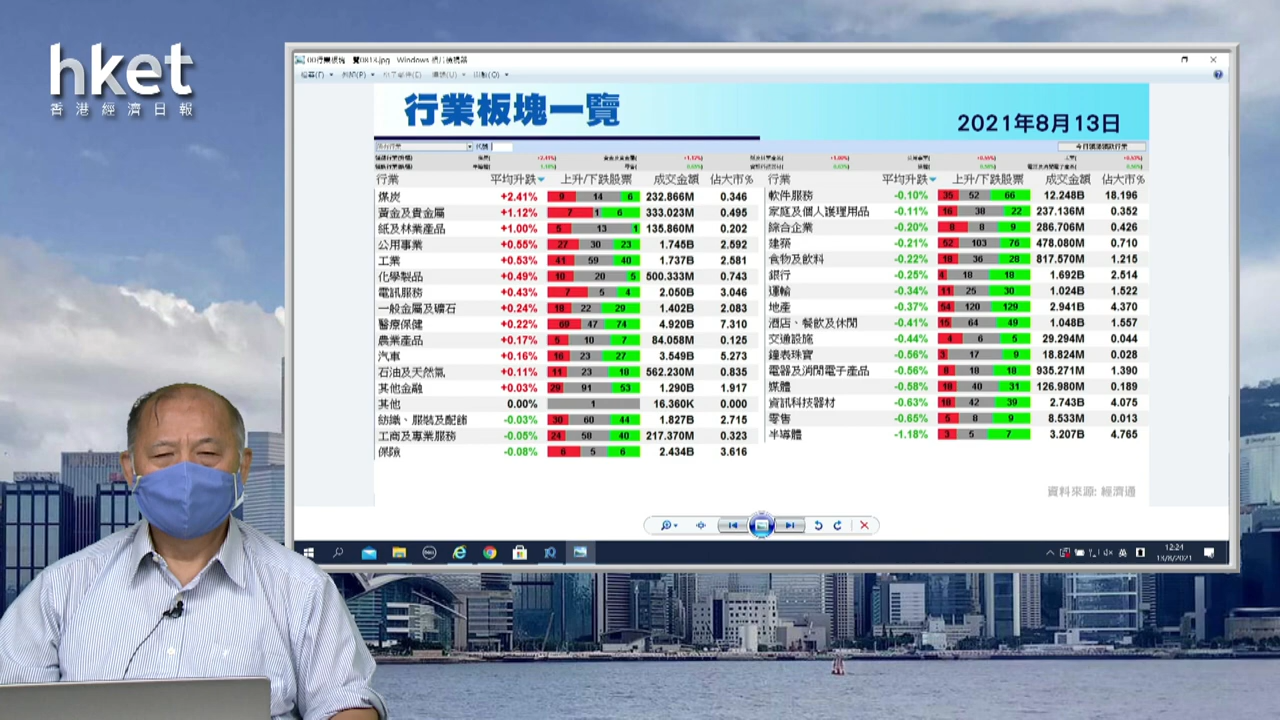 hket
香港經濟日報
行業板塊一覽
2021年8月13日
行業 平均升跌 上升/下跌股票 成交金額 佔大市%
煤炭 +2.41% 9 14 6 232.866M 0.346
黃金及貴金屬 +1.12% 7 1 6 333.023M 0.495
紙及林業產品 +1.00% 5 13 1 135.860M 0.202
公用事業 +0.55% 27 30 23 1.745B 2.592
工業 +0.53% 41 59 40 1.737B 2.581
化學製品 +0.49% 10 20 5 500.333M 0.743
電訊服務 +0.43% 7 5 4 2.050B 3.046
一般金屬及礦石 +0.24% 18 22 29 1.402B 2.083
醫療保健 +0.22% 69 47 74 4.920B 7.310
農業產品 +0.17% 10 7 84.058M 0.125
汽車 +0.16% 16 23 27 3.549B 5.273
石油及天然氣 +0.11% 11 23 18 562.230M 0.835
其他金融 +0.03% 29 91 53 1.290B 1.917
其他 0.00% 1 16.360K 0.000
紡織、服裝及配飾 -0.03% 30 60 44 1.827B 2.715
工商及專業服務 -0.05% 24 58 40 217.370M 0.323
保險 -0.08% 6 5 6 2.434B 3.616
行業 平均升跌 上升/下跌股票 成交金額 佔大市%
軟件服務 -0.10% 35 52 66 12.248B 18.196
家庭及個人護理用品 -0.11% 16 38 22 237.136M 0.352
綜合企業 -0.20% 8 8 9 286.706M 0.426
建築 -0.21% 52 103 76 478.080M 0.710
食物及飲料 -0.22% 18 36 28 817.570M 1.215
銀行 -0.25% 4 18 18 1.692B 2.514
運輸 -0.34% 11 25 30 1.024B 1.522
地產 -0.37% 54 120 129 2.941B 4.370
酒店、餐飲及休閒 -0.41% 15 64 49 1.048B 1.557
交通設施 -0.44% 4 6 5 29.294M 0.044
鐘表珠寶 -0.56% 3 17 9 18.824M 0.028
電器及消閒電子產品 -0.56% 8 18 18 935.271M 1.390
媒體 -0.58% 18 40 31 126.980M 0.189
資訊科技器材 -0.63% 18 42 39 2.743B 4.075
零售 -0.65% 5 8 9 8.533M 0.013
半導體 -1.18% 3 5 7 3.207B 4.765
資料來源: 經濟通
12:24
13/8/2021